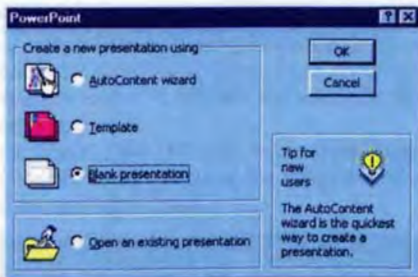 PowerPoint
Create a new presentation using
AutoContent wizard
Template
Blank presentation
Open an existing presentation
OK
Cancel
Tip for
new
users
The AutoContent
wizard is the quickest
way to create a
presentation.